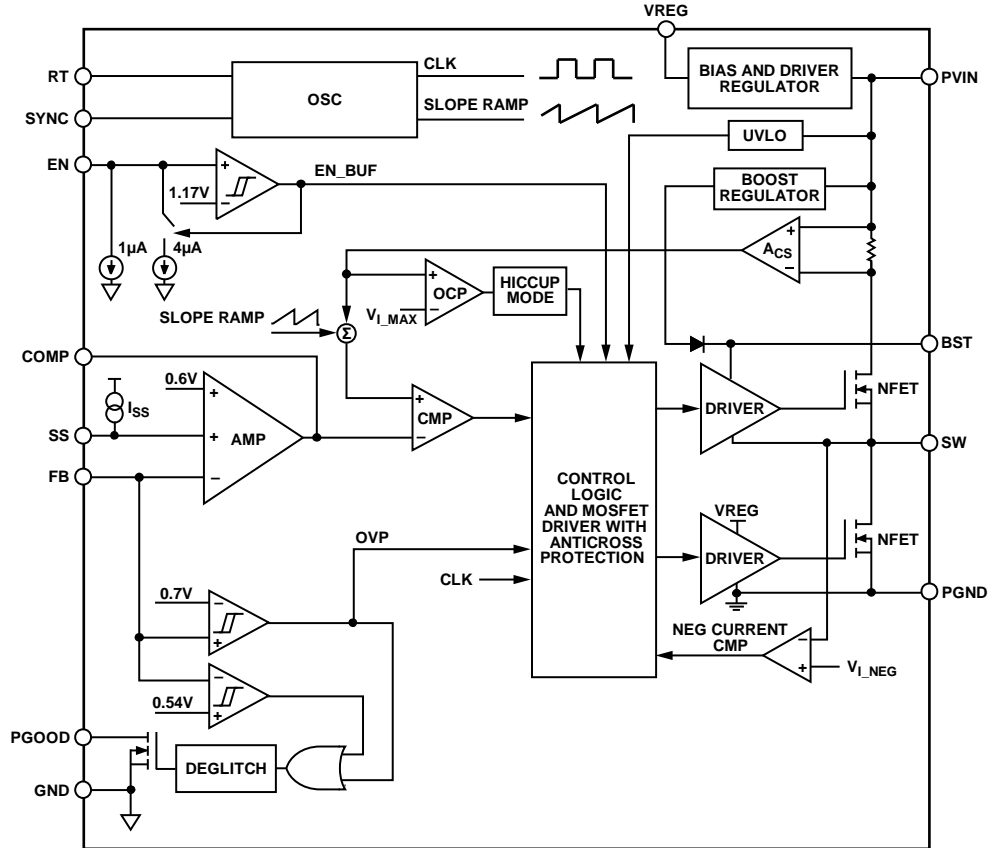 VREG
RT
OSC
CLK
SLOPE RAMP
BIAS AND DRIVER
REGULATOR
PVIN
SYNC
UVLO
EN
+
1.17V
−
EN_BUF
BOOST
REGULATOR
1µA
4µA
+
ACS
−
+
OCP
−
VI_MAX
HICCUP
MODE
SLOPE RAMP
Σ
COMP
BST
0.6V
+
ISS
SS
+
AMP
FB
−
+
CMP
−
DRIVER
NFET
SW
CONTROL
LOGIC
AND MOSFET
DRIVER WITH
ANTICROSS
PROTECTION
VREG
DRIVER
NFET
OVP
CLK
PGND
0.7V
−
+
NEG CURRENT
CMP
−
+
VI_NEG
−
0.54V
+
PGOOD
DEGLITCH
GND